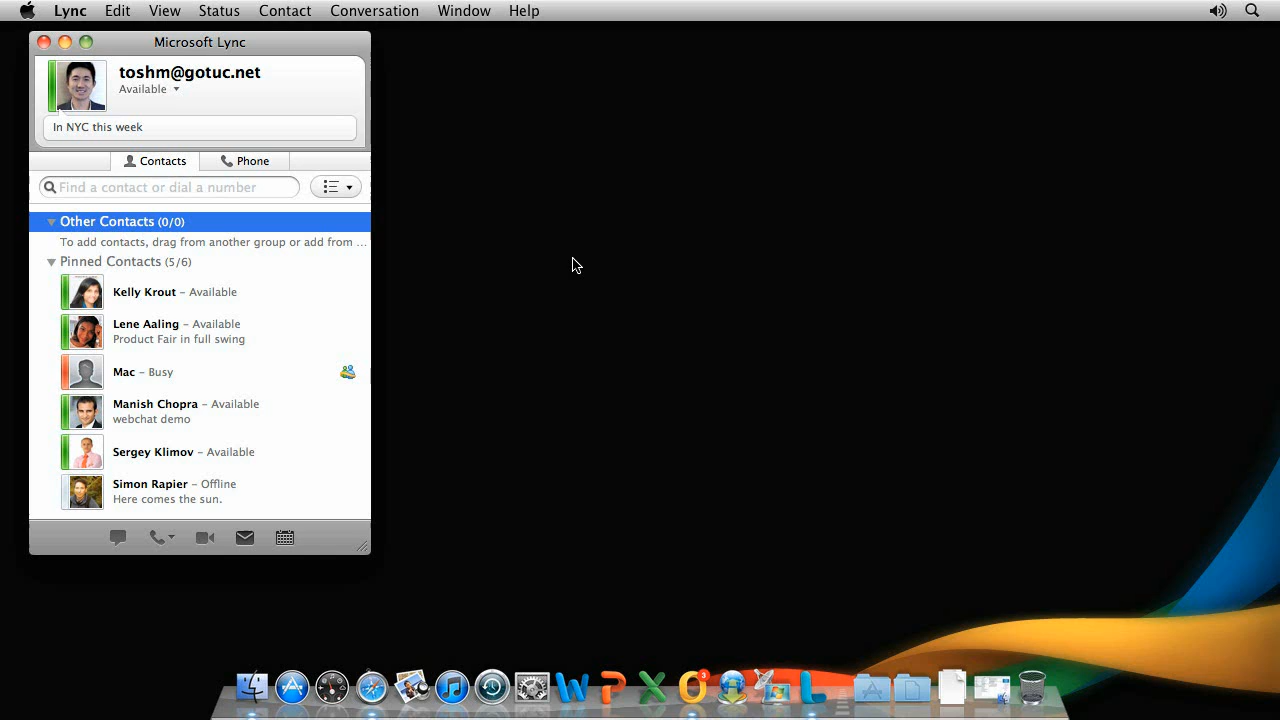 Lync Edit View Status Contact Conversation Window Help
Microsoft Lync
toshm@gotuc.net
Available
In NYC this week
Contacts Phone
Find a contact or dial a number
Other Contacts (0/0)
To add contacts, drag from another group or add from ...
Pinned Contacts (5/6)
Kelly Krout – Available
Lene Aaling – Available
Product Fair in full swing
Mac – Busy
Manish Chopra – Available
webchat demo
Sergey Klimov – Available
Simon Rapier – Offline
Here comes the sun.
3